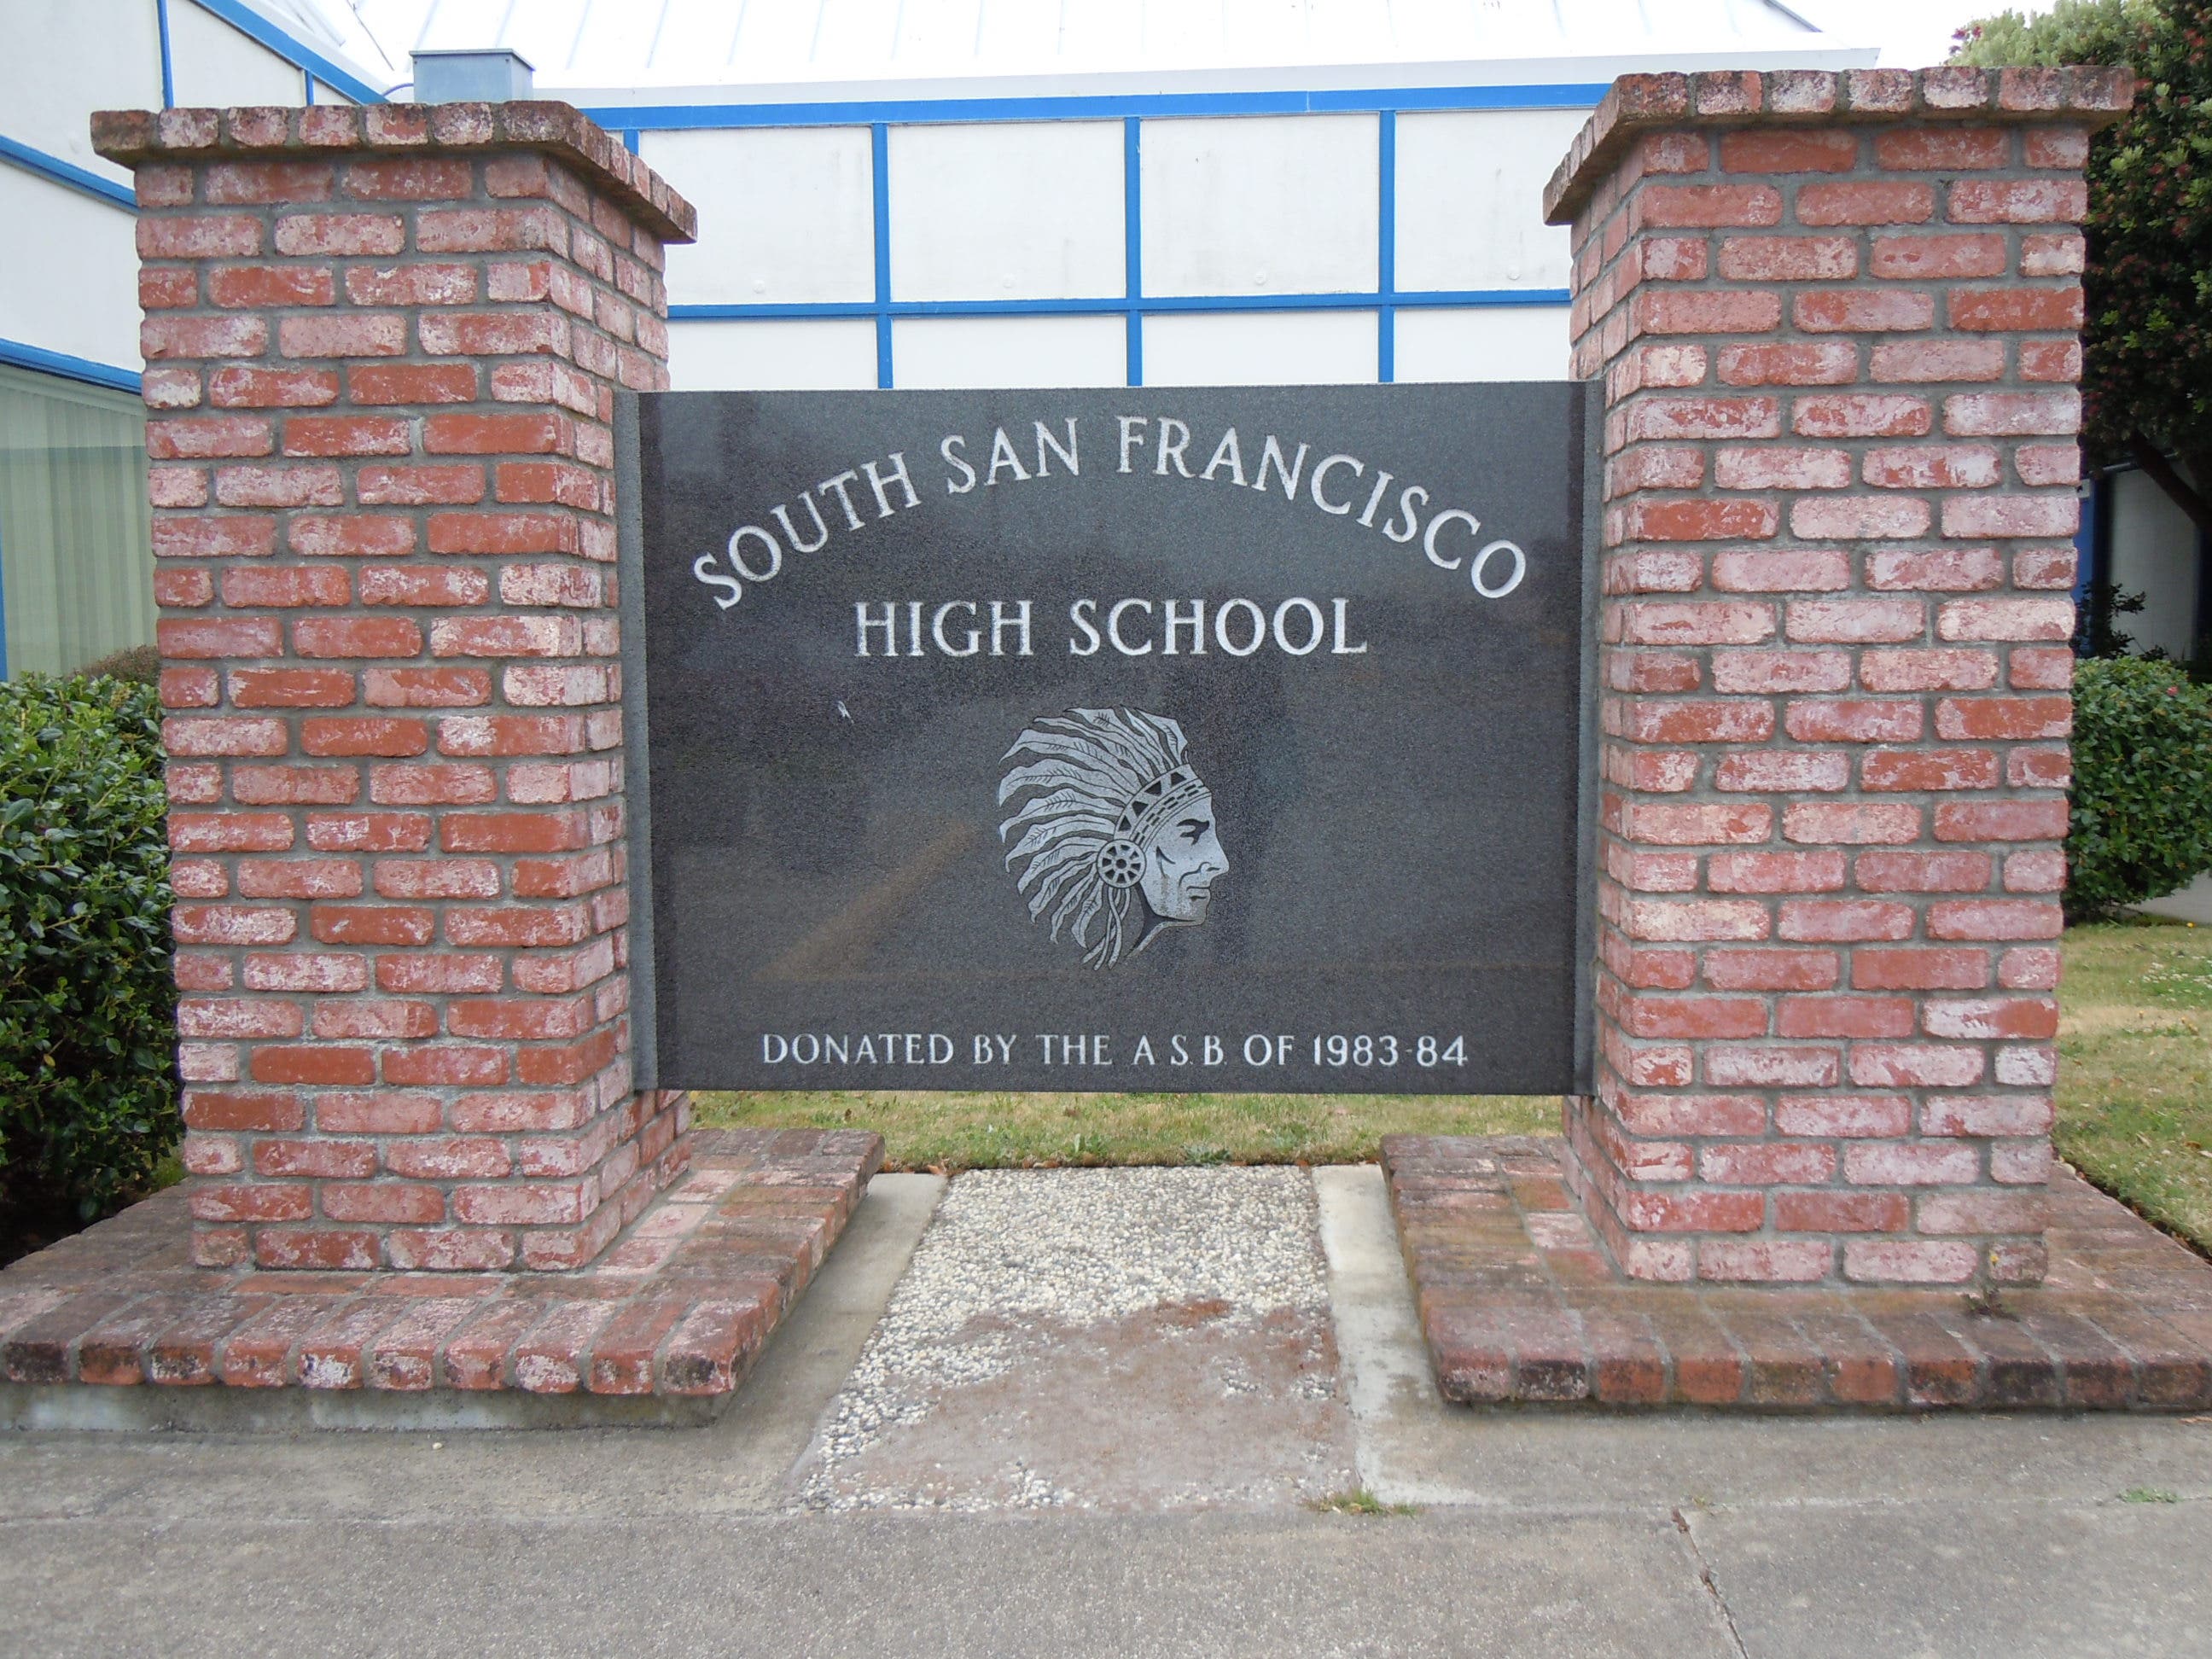 SOUTH SAN FRANCISCO
HIGH SCHOOL
DONATED BY THE A.S.B. OF 1983-84